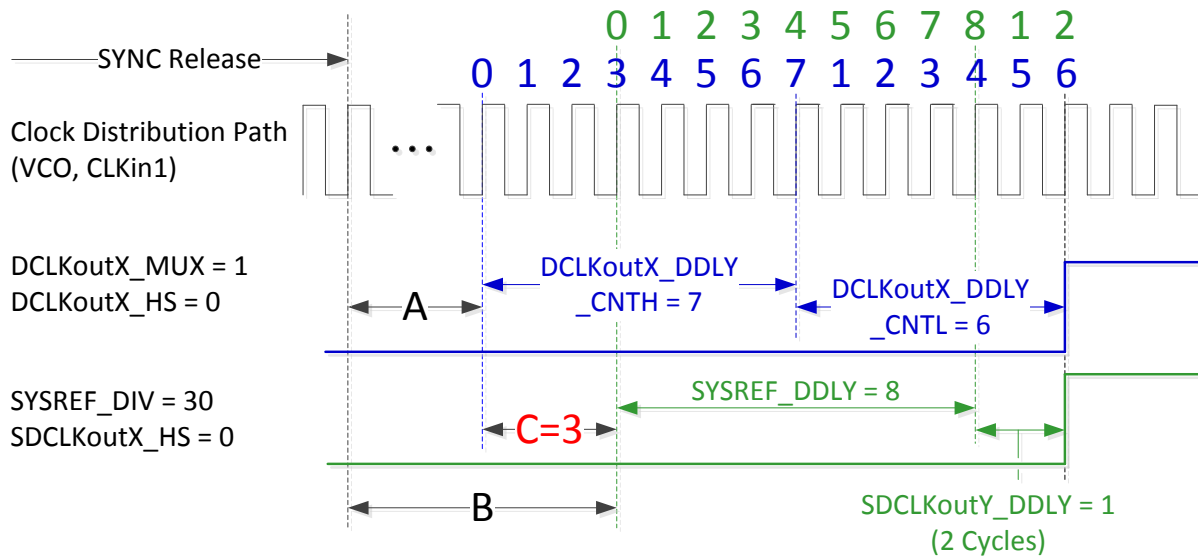 0 1 2 3 4 5 6 7 8 1 2
SYNC Release
0 1 2 3 4 5 6 7 1 2 3 4 5 6
Clock Distribution Path
(VCO, CLKin1)
...
DCLKoutX_MUX = 1
DCLKoutX_HS = 0
A
DCLKoutX_DDLY
_CNTH = 7
DCLKoutX_DDLY
_CNTL = 6
SYSREF_DIV = 30
SDCLKoutX_HS = 0
C=3
SYSREF_DDLY = 8
B
SDCLKoutY_DDLY = 1
(2 Cycles)